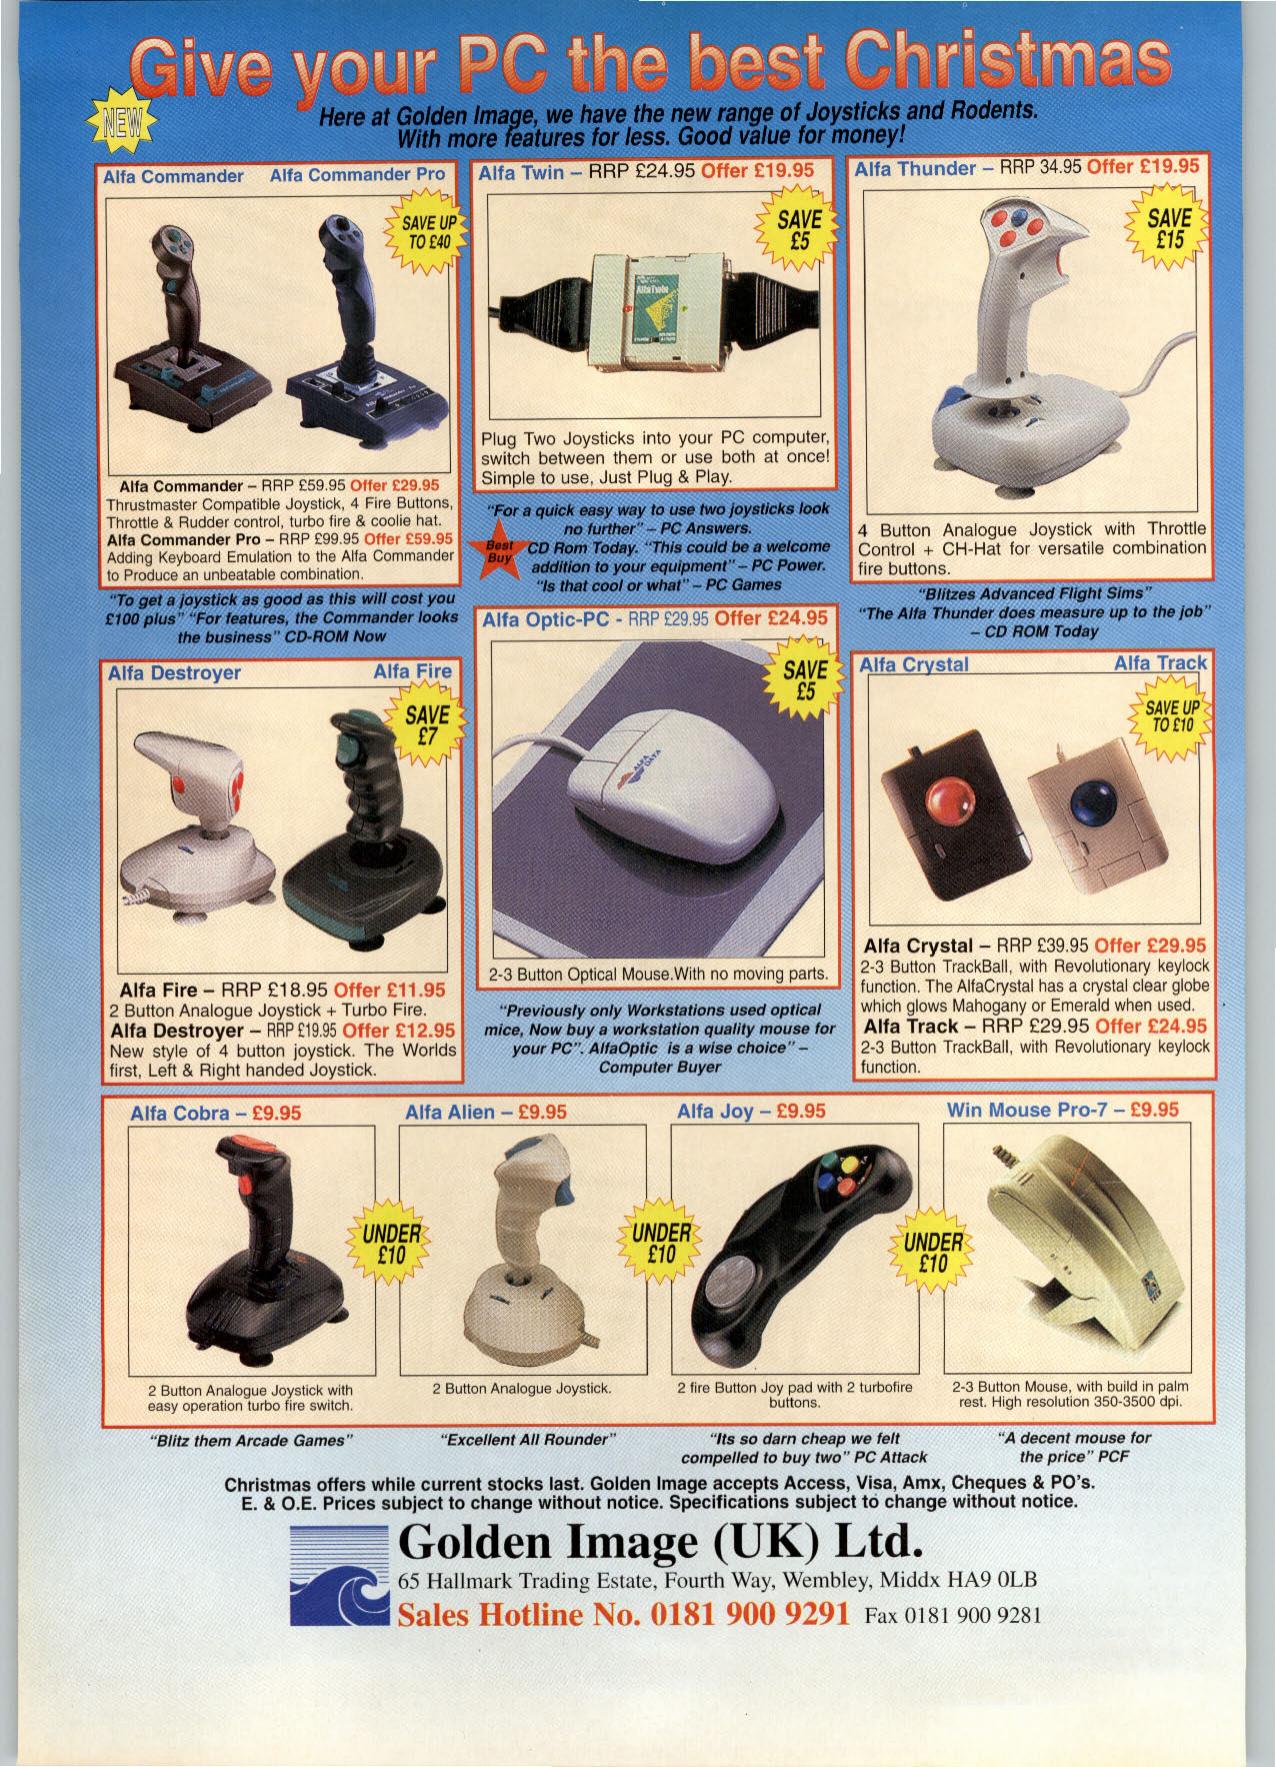 Give your PC the best Christmas
NEW
Here at Golden Image, we have the new range of Joysticks and Rodents.
With more features for less. Good value for money!
Alfa Commander Alfa Commander Pro
SAVE UP
TO £40
Alfa Commander – RRP £59.95 Offer £29.95
Thrustmaster Compatible Joystick, 4 Fire Buttons,
Throttle & Rudder control, turbo fire & coolie hat.
Alfa Commander Pro – RRP £99.95 Offer £59.95
Adding Keyboard Emulation to the Alfa Commander
to Produce an unbeatable combination.
"To get a joystick as good as this will cost you
£100 plus" "For features, the Commander looks
the business" CD-ROM Now
Alfa Twin – RRP £24.95 Offer £19.95
SAVE
£5
AlfaTwin
Plug Two Joysticks into your PC computer,
switch between them or use both at once!
Simple to use, Just Plug & Play.
"For a quick easy way to use two joysticks look
no further" – PC Answers.
Best
Buy
CD Rom Today. "This could be a welcome
addition to your equipment" – PC Power.
"Is that cool or what" – PC Games
Alfa Thunder – RRP 34.95 Offer £19.95
SAVE
£15
4 Button Analogue Joystick with Throttle
Control + CH-Hat for versatile combination
fire buttons.
"Blitzes Advanced Flight Sims"
"The Alfa Thunder does measure up to the job"
– CD ROM Today
Alfa Destroyer Alfa Fire
SAVE
£7
Alfa Fire – RRP £18.95 Offer £11.95
2 Button Analogue Joystick + Turbo Fire.
Alfa Destroyer – RRP £19.95 Offer £12.95
New style of 4 button joystick. The Worlds
first, Left & Right handed Joystick.
Alfa Optic-PC - RRP £29.95 Offer £24.95
SAVE
£5
ALFA
DATA
2-3 Button Optical Mouse.With no moving parts.
"Previously only Workstations used optical
mice, Now buy a workstation quality mouse for
your PC". AlfaOptic is a wise choice" –
Computer Buyer
Alfa Crystal Alfa Track
SAVE UP
TO £10
Alfa Crystal – RRP £39.95 Offer £29.95
2-3 Button TrackBall, with Revolutionary keylock
function. The AlfaCrystal has a crystal clear globe
which glows Mahogany or Emerald when used.
Alfa Track – RRP £29.95 Offer £24.95
2-3 Button TrackBall, with Revolutionary keylock
function.
Alfa Cobra – £9.95
UNDER
£10
2 Button Analogue Joystick with
easy operation turbo fire switch.
"Blitz them Arcade Games"
Alfa Alien – £9.95
UNDER
£10
2 Button Analogue Joystick.
"Excellent All Rounder"
Alfa Joy – £9.95
UNDER
£10
2 fire Button Joy pad with 2 turbofire
buttons.
"Its so darn cheap we felt
compelled to buy two" PC Attack
Win Mouse Pro-7 – £9.95
2-3 Button Mouse, with build in palm
rest. High resolution 350-3500 dpi.
"A decent mouse for
the price" PCF
Christmas offers while current stocks last. Golden Image accepts Access, Visa, Amx, Cheques & PO's.
E. & O.E. Prices subject to change without notice. Specifications subject to change without notice.
Golden Image (UK) Ltd.
65 Hallmark Trading Estate, Fourth Way, Wembley, Middx HA9 0LB
Sales Hotline No. 0181 900 9291 Fax 0181 900 9281